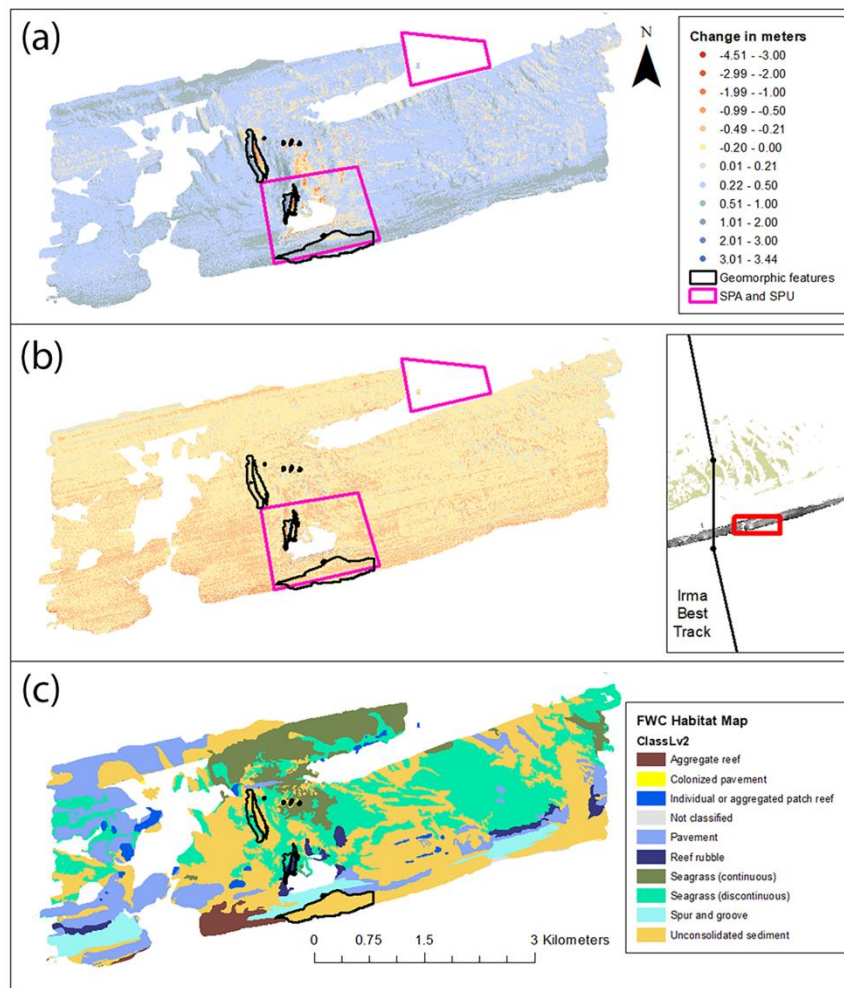 (a)
N
Change in meters
-4.51 - -3.00
-2.99 - -2.00
-1.99 - -1.00
-0.99 - -0.50
-0.49 - -0.21
-0.20 - 0.00
0.01 - 0.21
0.22 - 0.50
0.51 - 1.00
1.01 - 2.00
2.01 - 3.00
3.01 - 3.44
Geomorphic features
SPA and SPU
(b)
Irma
Best
Track
(c)
FWC Habitat Map
ClassLv2
Aggregate reef
Colonized pavement
Individual or aggregated patch reef
Not classified
Pavement
Reef rubble
Seagrass (continuous)
Seagrass (discontinuous)
Spur and groove
Unconsolidated sediment
0 0.75 1.5 3 Kilometers